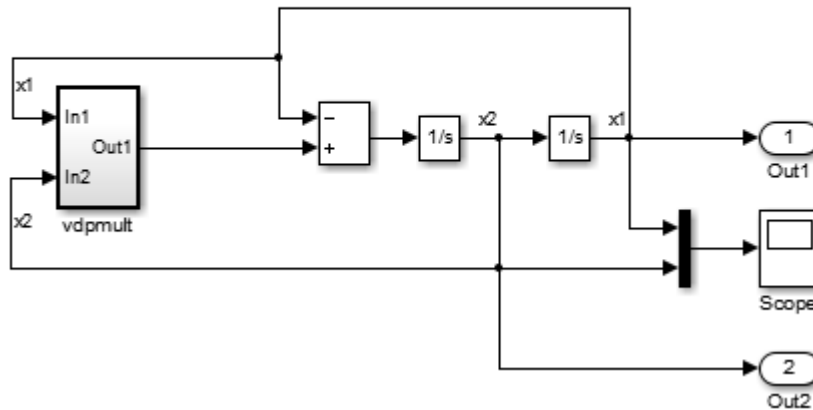 x1
In1
Out1
In2
x2
vdpmult
−
+
1/s
x2
1/s
x1
1
Out1
Scope
2
Out2